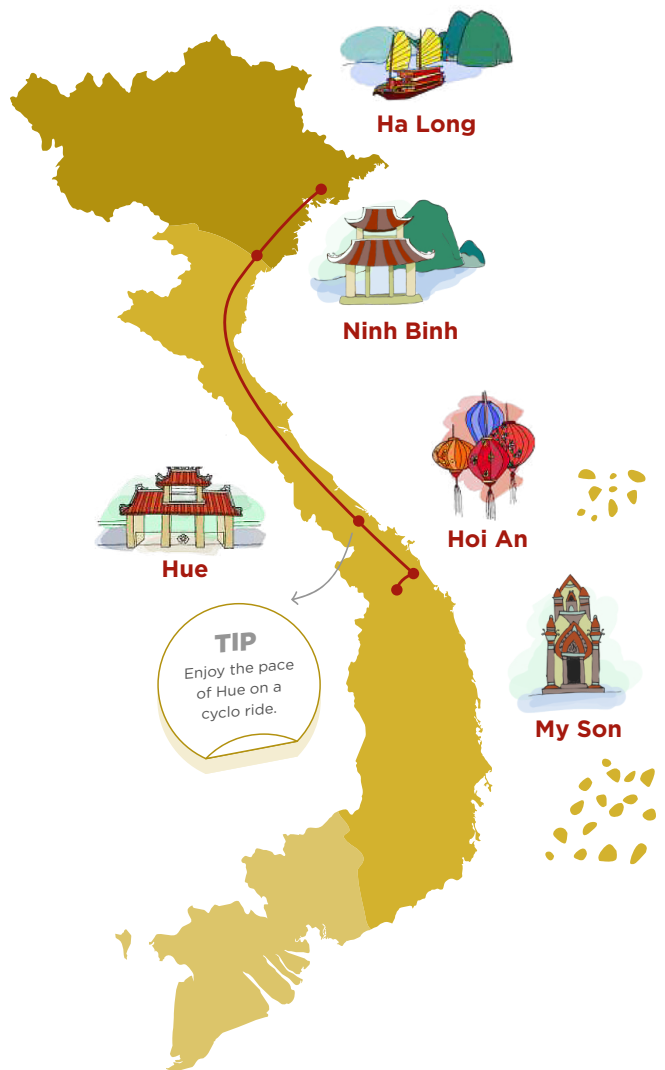 Ha Long
Ninh Binh
Hoi An
Hue
TIP
Enjoy the pace
of Hue on a
cyclo ride.
My Son